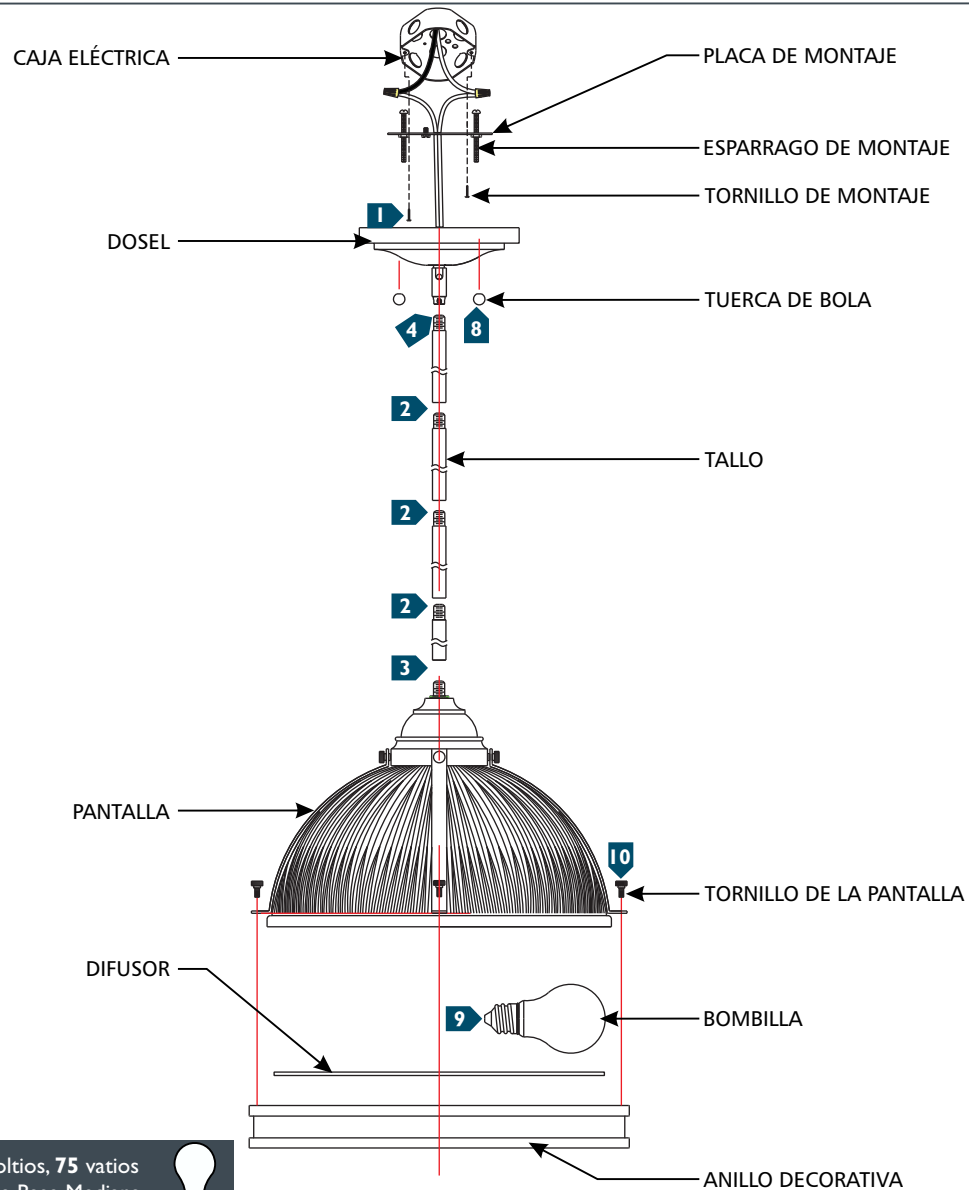 CAJA ELÉCTRICA
PLACA DE MONTAJE
ESPARRAGO DE MONTAJE
TORNILLO DE MONTAJE
1
DOSEL
TUERCA DE BOLA
4
8
2
TALLO
2
2
3
PANTALLA
10
TORNILLO DE LA PANTALLA
DIFUSOR
9
BOMBILLA
ANILLO DECORATIVA
75 vatios